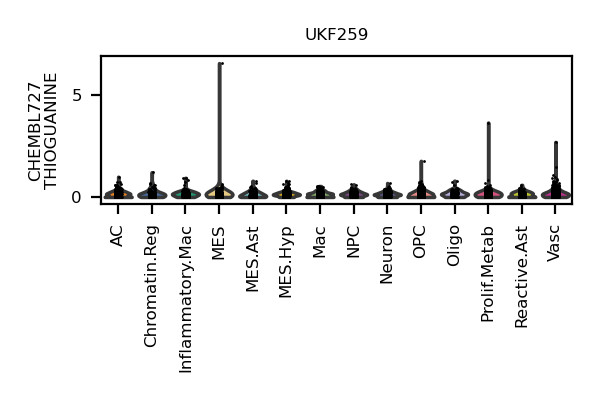 UKF259
CHEMBL727
THIOGUANINE
5
0
AC
Chromatin.Reg
Inflammatory.Mac
MES
MES.Ast
MES.Hyp
Mac
NPC
Neuron
OPC
Oligo
Prolif.Metab
Reactive.Ast
Vasc